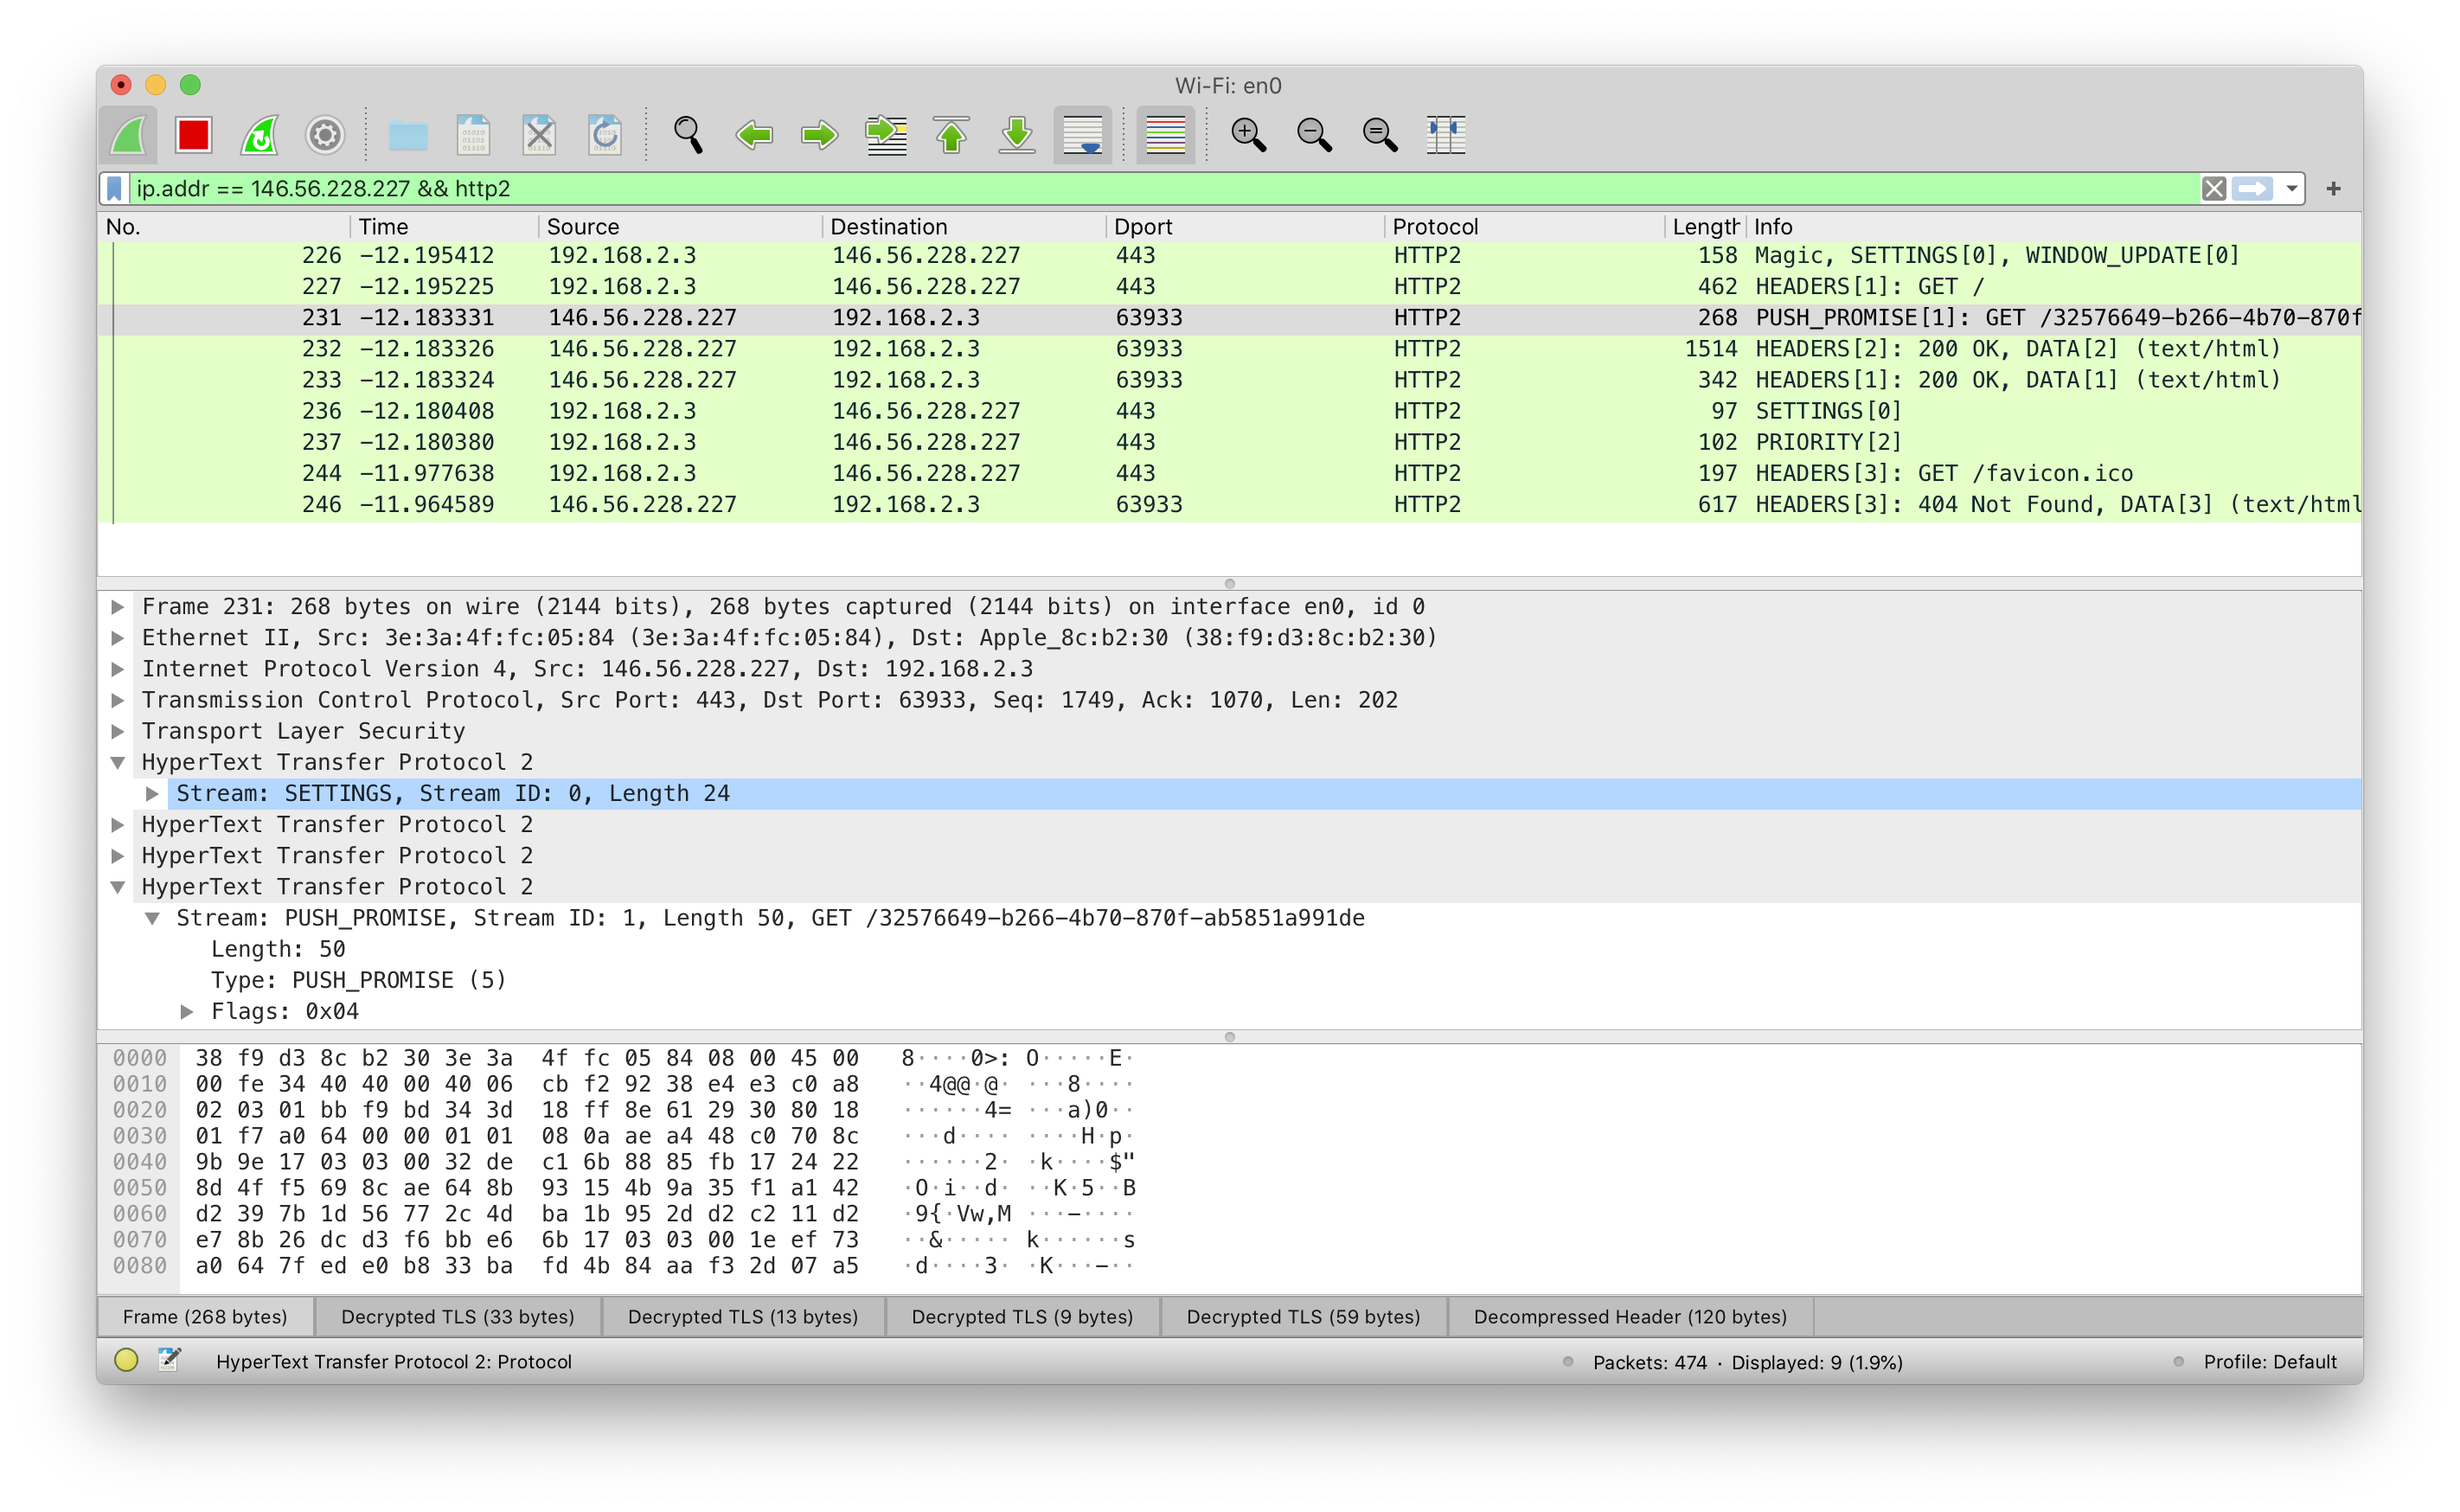 Wi-Fi: en0
ip.addr == 146.56.228.227 && http2
No. Time Source Destination Dport Protocol Length Info
226 −12.195412 192.168.2.3 146.56.228.227 443 HTTP2 158 Magic, SETTINGS[0], WINDOW_UPDATE[0]
227 −12.195225 192.168.2.3 146.56.228.227 443 HTTP2 462 HEADERS[1]: GET /
231 −12.183331 146.56.228.227 192.168.2.3 63933 HTTP2 268 PUSH_PROMISE[1]: GET /32576649-b266-4b70-870f
232 −12.183326 146.56.228.227 192.168.2.3 63933 HTTP2 1514 HEADERS[2]: 200 OK, DATA[2] (text/html)
233 −12.183324 146.56.228.227 192.168.2.3 63933 HTTP2 342 HEADERS[1]: 200 OK, DATA[1] (text/html)
236 −12.180408 192.168.2.3 146.56.228.227 443 HTTP2 97 SETTINGS[0]
237 −12.180380 192.168.2.3 146.56.228.227 443 HTTP2 102 PRIORITY[2]
244 −11.977638 192.168.2.3 146.56.228.227 443 HTTP2 197 HEADERS[3]: GET /favicon.ico
246 −11.964589 146.56.228.227 192.168.2.3 63933 HTTP2 617 HEADERS[3]: 404 Not Found, DATA[3] (text/html
Frame 231: 268 bytes on wire (2144 bits), 268 bytes captured (2144 bits) on interface en0, id 0
Ethernet II, Src: 3e:3a:4f:fc:05:84 (3e:3a:4f:fc:05:84), Dst: Apple_8c:b2:30 (38:f9:d3:8c:b2:30)
Internet Protocol Version 4, Src: 146.56.228.227, Dst: 192.168.2.3
Transmission Control Protocol, Src Port: 443, Dst Port: 63933, Seq: 1749, Ack: 1070, Len: 202
Transport Layer Security
HyperText Transfer Protocol 2
Stream: SETTINGS, Stream ID: 0, Length 24
HyperText Transfer Protocol 2
HyperText Transfer Protocol 2
HyperText Transfer Protocol 2
Stream: PUSH_PROMISE, Stream ID: 1, Length 50, GET /32576649-b266-4b70-870f-ab5851a991de
Length: 50
Type: PUSH_PROMISE (5)
Flags: 0x04
0000 38 f9 d3 8c b2 30 3e 3a 4f fc 05 84 08 00 45 00 8····0>: O·····E·
0010 00 fe 34 40 40 00 40 06 cb f2 92 38 e4 e3 c0 a8 ··4@@·@· ···8····
0020 02 03 01 bb f9 bd 34 3d 18 ff 8e 61 29 30 80 18 ······4= ···a)0··
0030 01 f7 a0 64 00 00 01 01 08 0a ae a4 48 c0 70 8c ···d···· ····H·p·
0040 9b 9e 17 03 03 00 32 de c1 6b 88 85 fb 17 24 22 ······2· ·k····$"
0050 8d 4f f5 69 8c ae 64 8b 93 15 4b 9a 35 f1 a1 42 ·O·i··d· ··K·5··B
0060 d2 39 7b 1d 56 77 2c 4d ba 1b 95 2d d2 c2 11 d2 ·9{·Vw,M ···−····
0070 e7 8b 26 dc d3 f6 bb e6 6b 17 03 03 00 1e ef 73 ··&····· k······s
0080 a0 64 7f ed e0 b8 33 ba fd 4b 84 aa f3 2d 07 a5 ·d····3· ·K···−··
Frame (268 bytes) Decrypted TLS (33 bytes) Decrypted TLS (13 bytes) Decrypted TLS (9 bytes) Decrypted TLS (59 bytes) Decompressed Header (120 bytes)
HyperText Transfer Protocol 2: Protocol Packets: 474 · Displayed: 9 (1.9%) Profile: Default